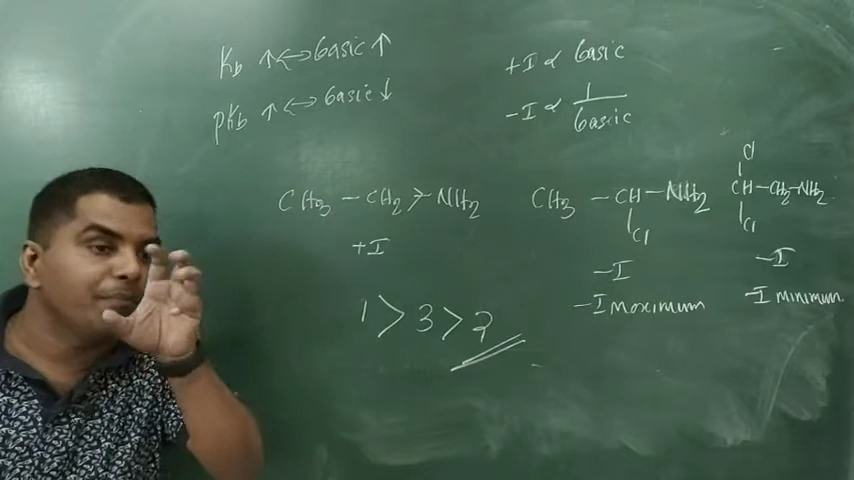 Kb ↑ ↔ basic ↑
pKb ↑ ↔ basic ↓
+I ∝ basic
-I ∝ 1/basic
CH3 - CH2 > NH2
+I
CH3 - CH - NH2
Cl
-I
-I maximum
Cl
CH - CH2 - NH2
Cl
-I
-I minimum
1 > 3 > 2